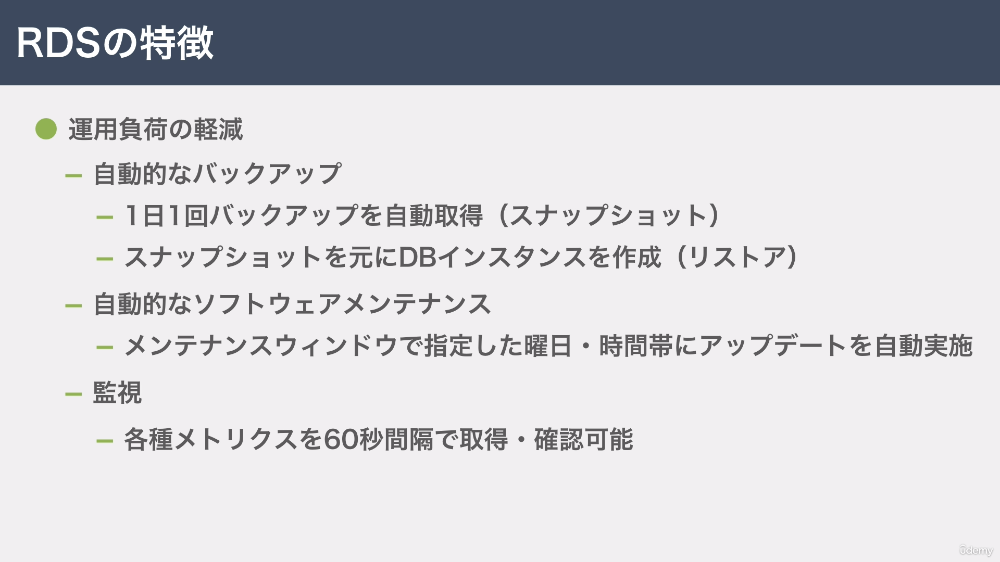 RDSの特徴
運用負荷の軽減
自動的なバックアップ
1日1回バックアップを自動取得（スナップショット）
スナップショットを元にDBインスタンスを作成（リストア）
自動的なソフトウェアメンテナンス
メンテナンスウィンドウで指定した曜日・時間帯にアップデートを自動実施
監視
各種メトリクスを60秒間隔で取得・確認可能
ûdemy